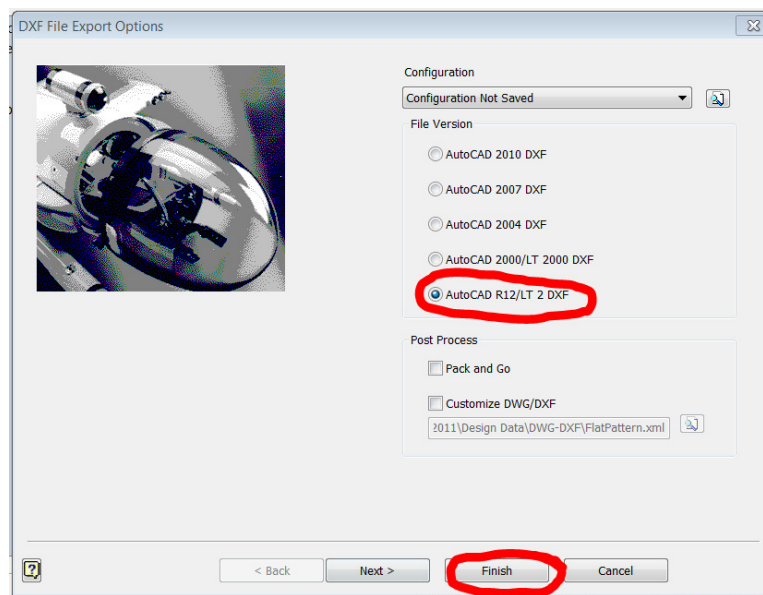 DXF File Export Options
Configuration
Configuration Not Saved
File Version
AutoCAD 2010 DXF
AutoCAD 2007 DXF
AutoCAD 2004 DXF
AutoCAD 2000/LT 2000 DXF
AutoCAD R12/LT 2 DXF
Post Process
Pack and Go
Customize DWG/DXF
2011\Design Data\DWG-DXF\FlatPattern.xml
?
< Back Next > Finish Cancel